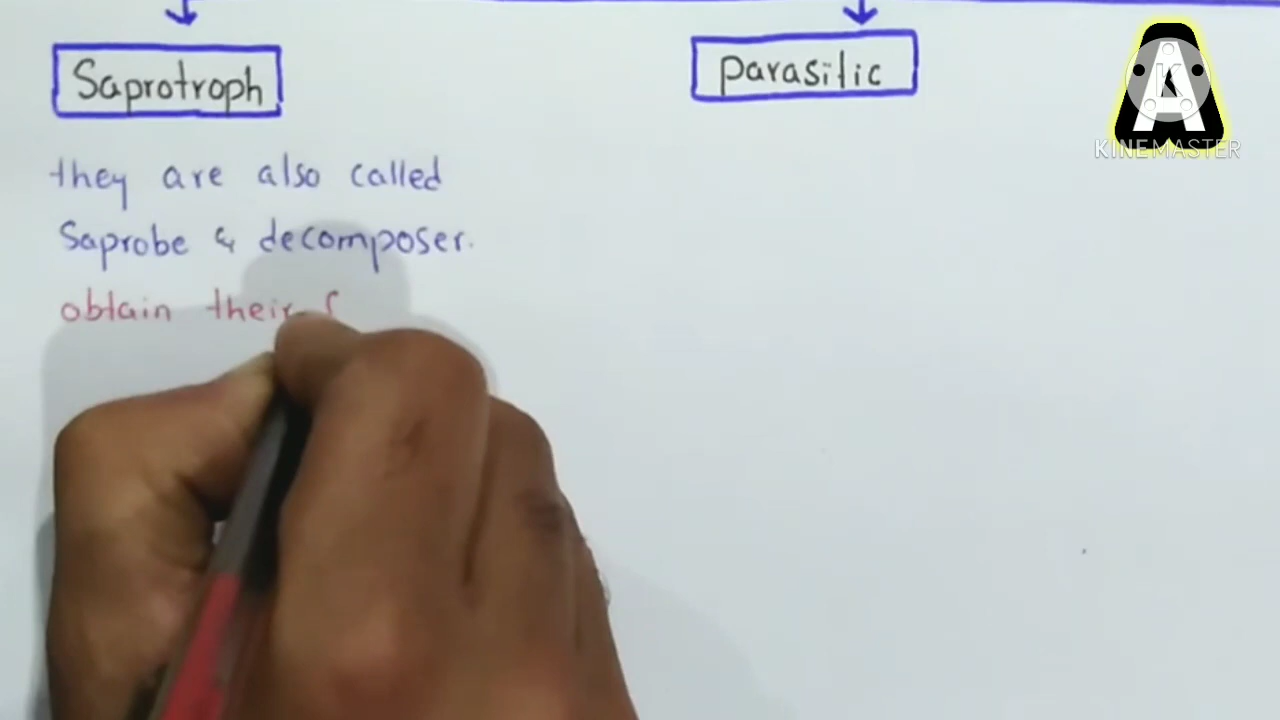 Saprotroph
parasitic
they are also called
Saprobe & decomposer.
obtain their f
A
K
KINEMASTER